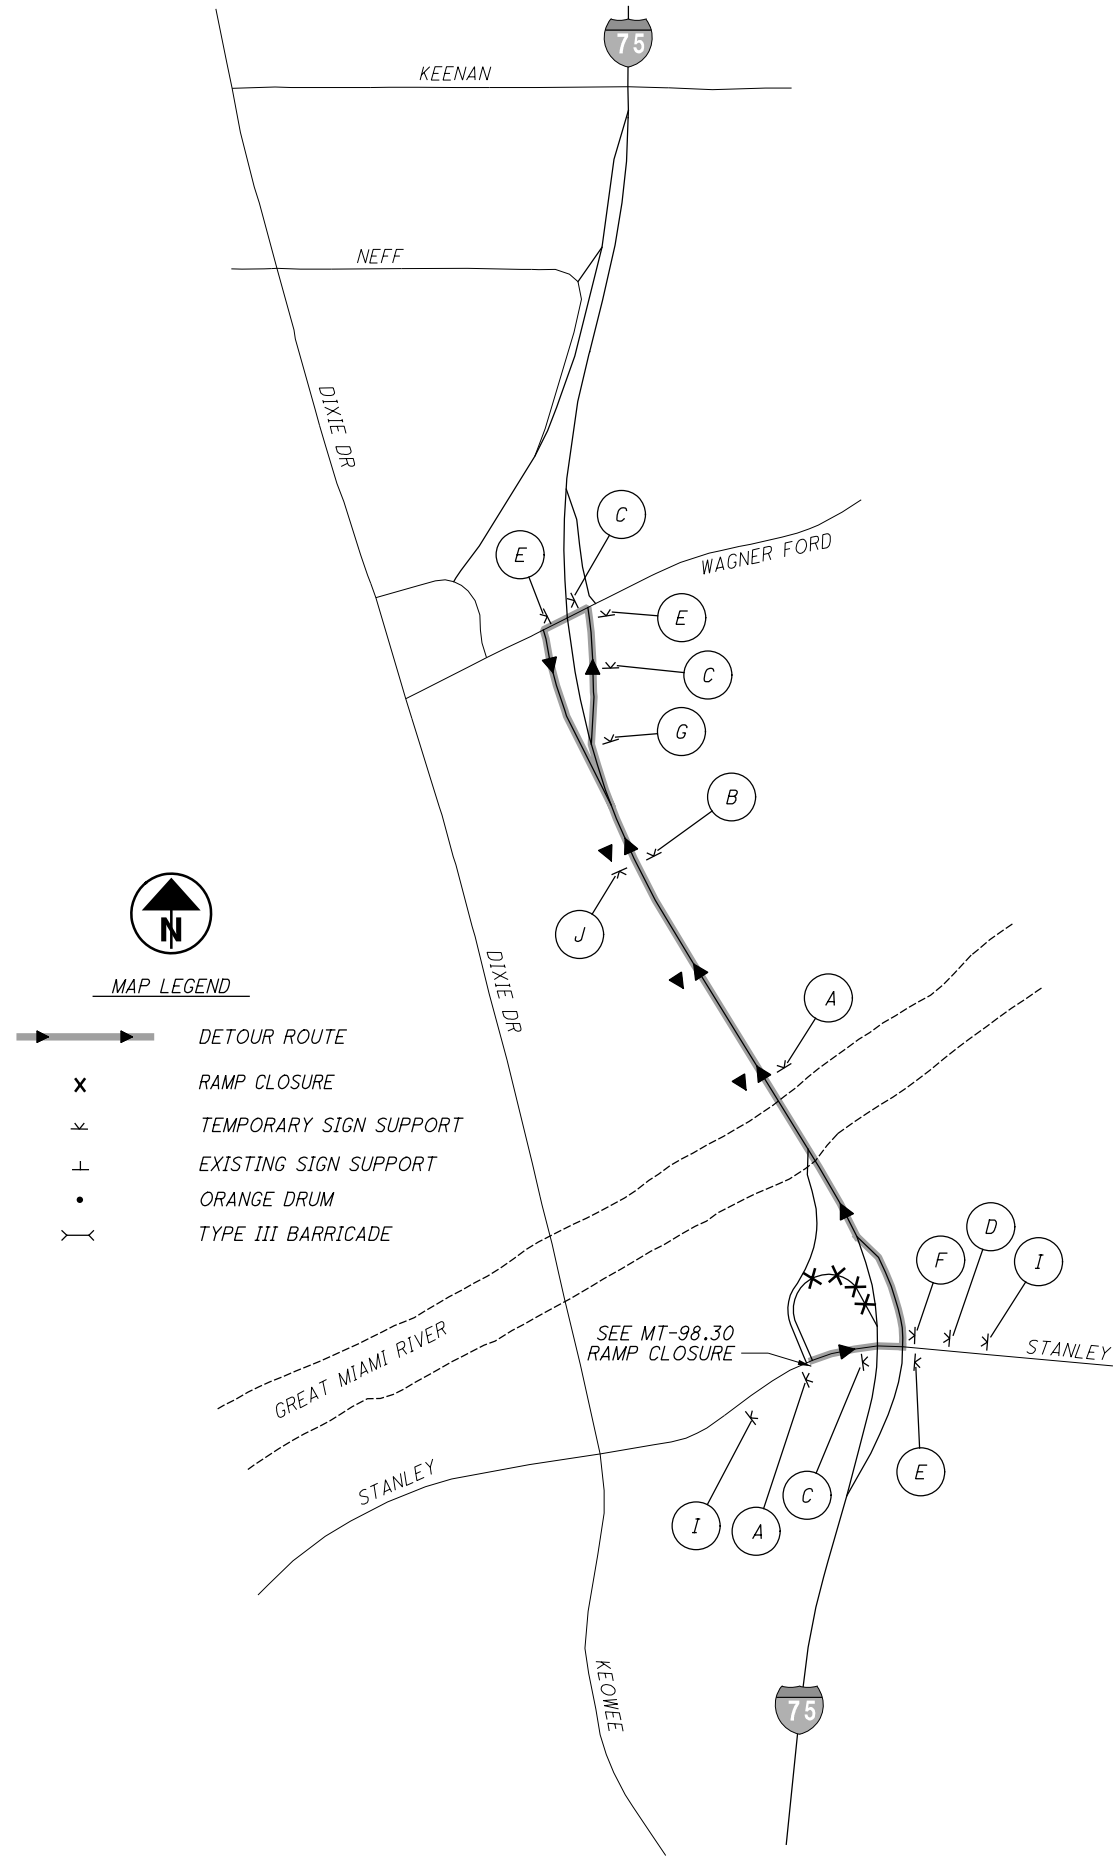 75
KEENAN
NEFF
DIXIE DR
C
E
WAGNER FORD
E
C
G
B
J
N
MAP LEGEND
DIXIE DR
A
DETOUR ROUTE
RAMP CLOSURE
TEMPORARY SIGN SUPPORT
EXISTING SIGN SUPPORT
ORANGE DRUM
TYPE III BARRICADE
D
F
I
SEE MT-98.30
RAMP CLOSURE
STANLEY
GREAT MIAMI RIVER
STANLEY
E
C
I
A
KEOWEE
75